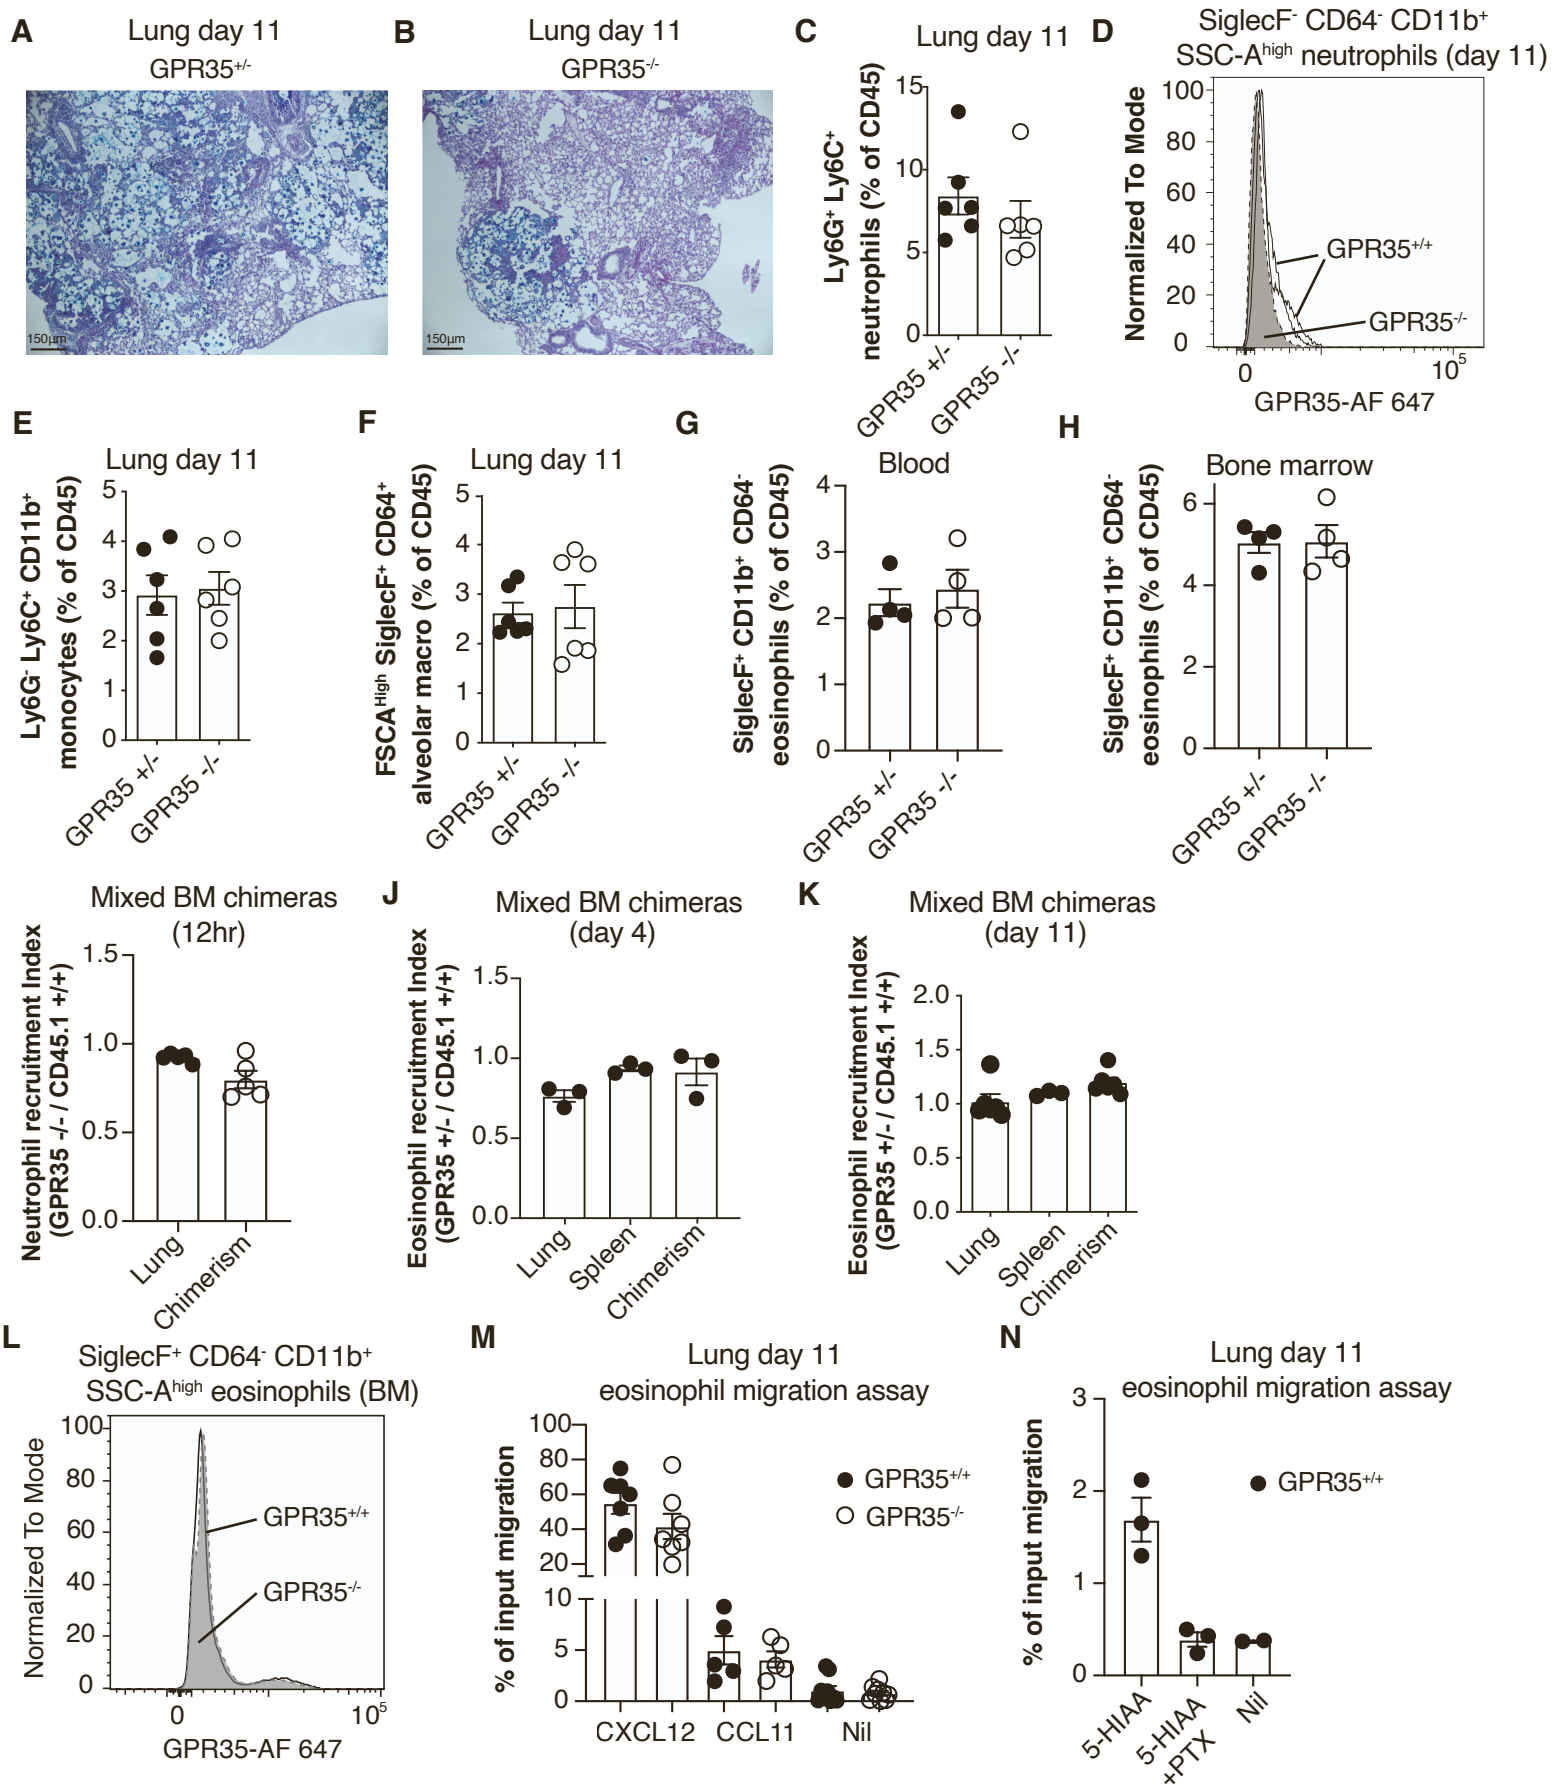 A
Lung day 11
GPR35+/-
150µm
B
Lung day 11
GPR35-/-
150µm
C
Lung day 11
Ly6G+ Ly6C+
neutrophils (% of CD45)
15
10
5
0
GPR35 +/-
GPR35 -/-
D
SiglecF- CD64- CD11b+
SSC-Ahigh neutrophils (day 11)
Normalized To Mode
100
80
60
40
20
0
GPR35+/+
GPR35-/-
0
10^5
GPR35-AF 647
E
Lung day 11
Ly6G- Ly6C+ CD11b+
monocytes (% of CD45)
5
4
3
2
1
0
GPR35 +/-
GPR35 -/-
F
Lung day 11
FSCAHigh SiglecF+ CD64+
alveolar macro (% of CD45)
5
4
3
2
1
0
GPR35 +/-
GPR35 -/-
G
Blood
SiglecF+ CD11b+ CD64-
eosinophils (% of CD45)
4
3
2
1
0
GPR35 +/-
GPR35 -/-
H
Bone marrow
SiglecF+ CD11b+ CD64-
eosinophils (% of CD45)
6
4
2
0
GPR35 +/-
GPR35 -/-
Mixed BM chimeras
(12hr)
Neutrophil recruitment Index
(GPR35 -/- / CD45.1 +/+)
1.5
1.0
0.5
0.0
Lung
Chimerism
J
Mixed BM chimeras
(day 4)
Eosinophil recruitment Index
(GPR35 +/- / CD45.1 +/+)
1.5
1.0
0.5
0.0
Lung
Spleen
Chimerism
K
Mixed BM chimeras
(day 11)
Eosinophil recruitment Index
(GPR35 +/- / CD45.1 +/+)
2.0
1.5
1.0
0.5
0.0
Lung
Spleen
Chimerism
L
SiglecF+ CD64- CD11b+
SSC-Ahigh eosinophils (BM)
Normalized To Mode
100
80
60
40
20
0
GPR35+/+
GPR35-/-
0
10^5
GPR35-AF 647
M
Lung day 11
eosinophil migration assay
% of input migration
100
80
60
40
20
10
5
0
GPR35+/+
GPR35-/-
CXCL12
CCL11
Nil
N
Lung day 11
eosinophil migration assay
% of input migration
3
2
1
0
GPR35+/+
5-HIAA
5-HIAA
+PTX
Nil